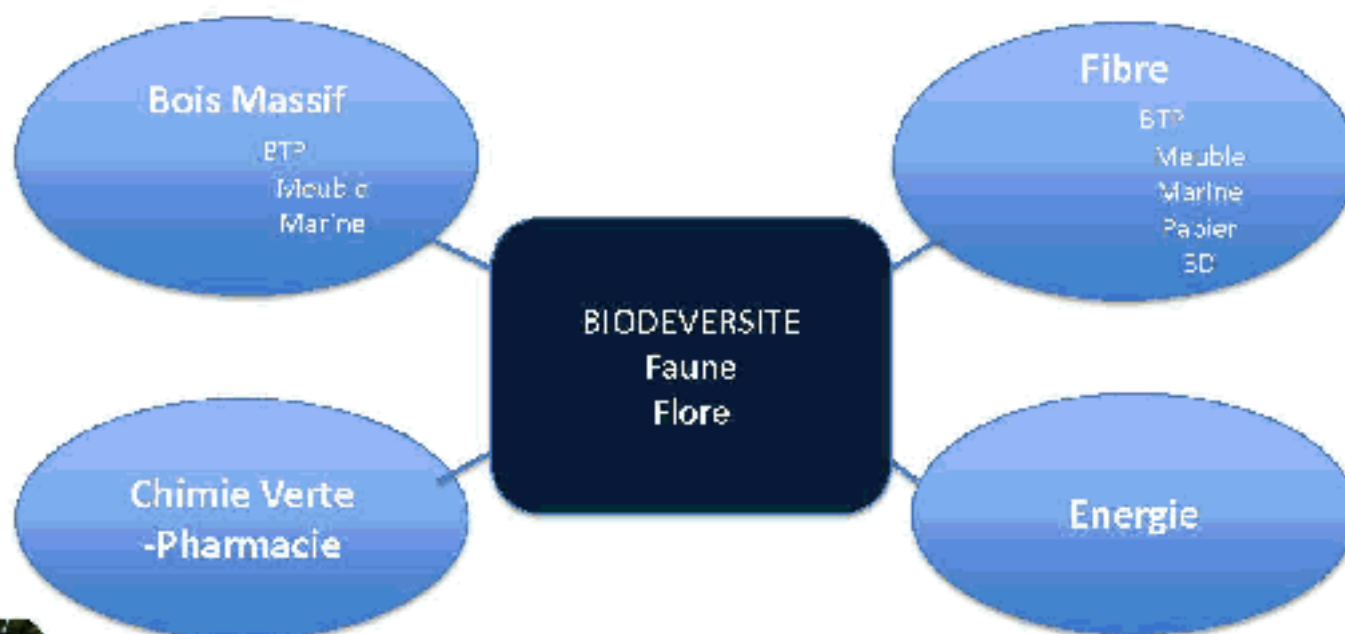 Bois Massif
BTP
Meuble
Marine
Fibre
BTP
Meuble
Marine
Papier
BIODEVERSITE
Faune
Flore
Chimie Verte
-Pharmacie
Energie